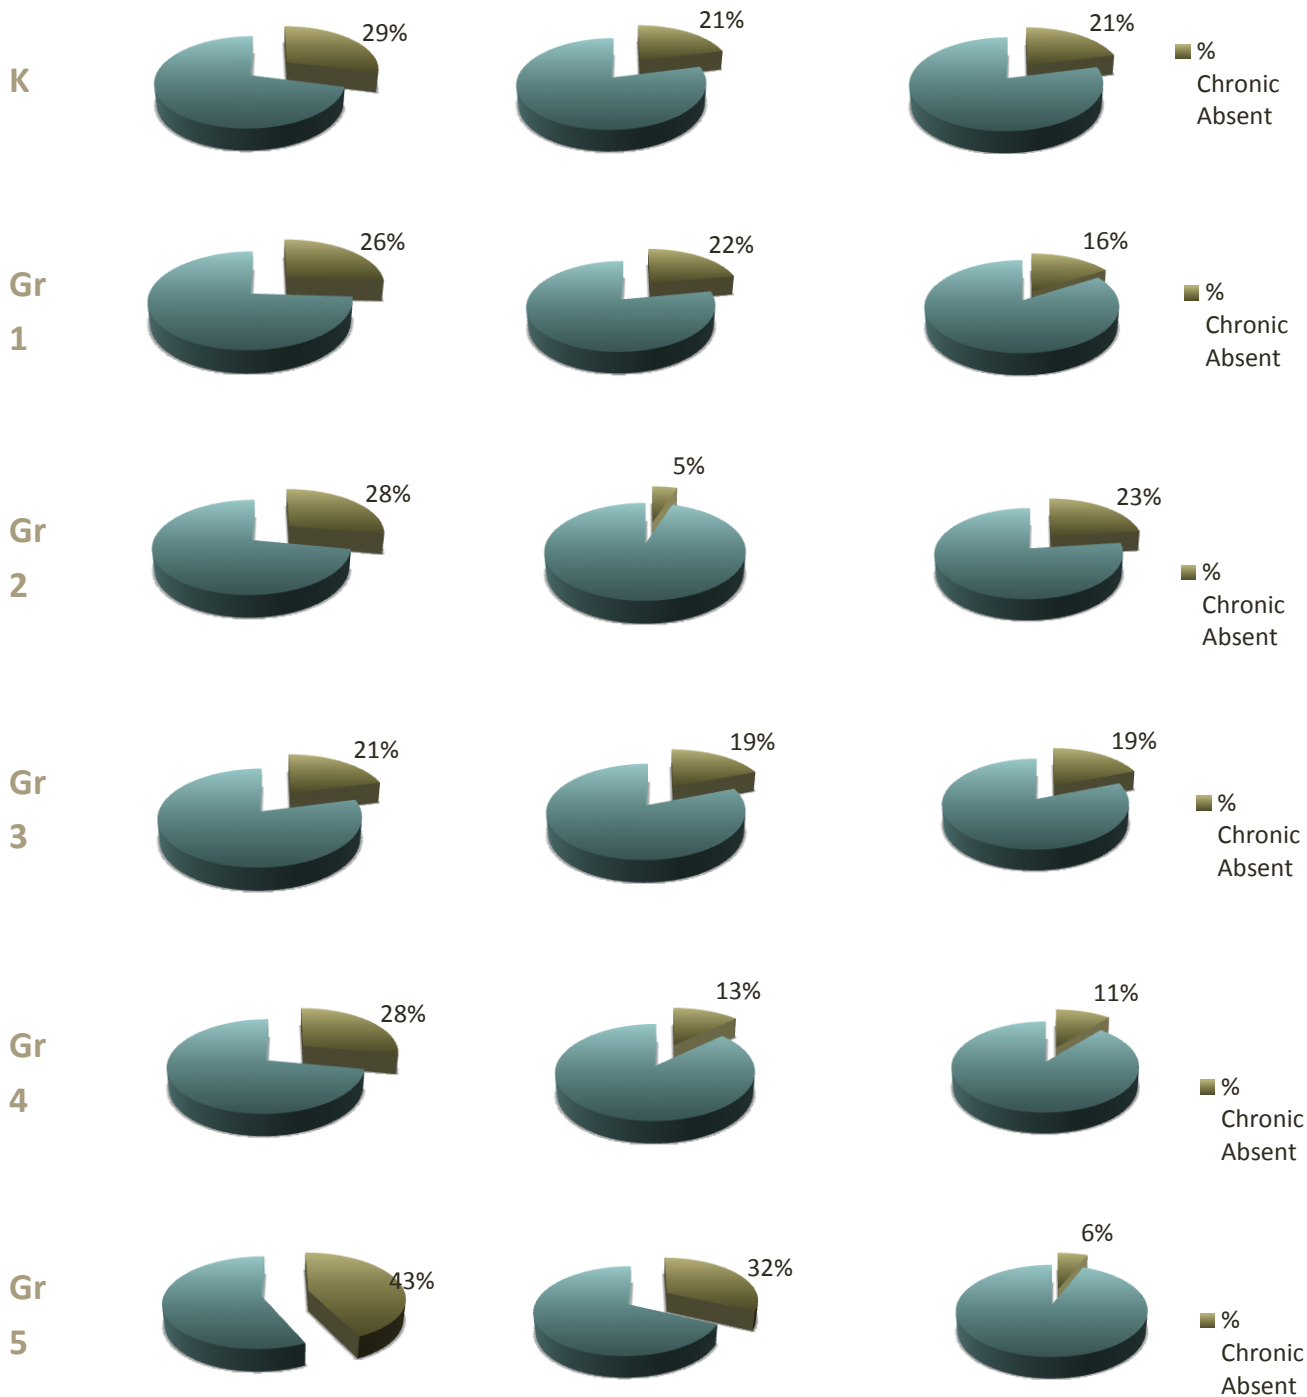 K
29%
21%
21%
%
Chronic
Absent
Gr
1
26%
22%
16%
%
Chronic
Absent
Gr
2
28%
5%
23%
%
Chronic
Absent
Gr
3
21%
19%
19%
%
Chronic
Absent
Gr
4
28%
13%
11%
%
Chronic
Absent
Gr
5
43%
32%
6%
%
Chronic
Absent